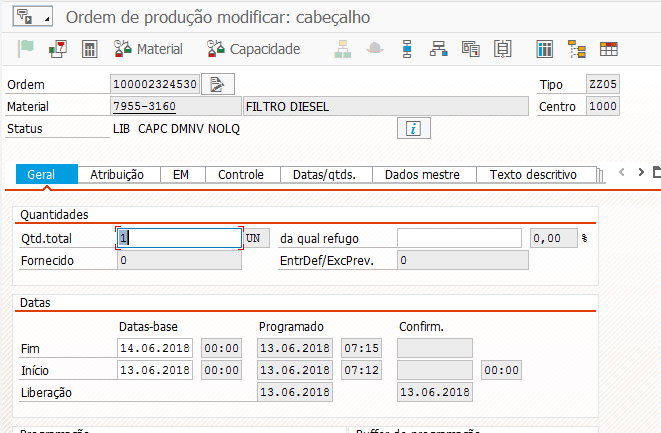 Ordem de produção modificar: cabeçalho
Material Capacidade
Ordem 100002324530 Tipo ZZ05
Material 7955-3160 FILTRO DIESEL Centro 1000
Status LIB CAPC DMNV NOLQ
Geral Atribuição EM Controle Datas/qtds. Dados mestre Texto descritivo
Quantidades
Qtd.total 1 UN da qual refugo 0,00 %
Fornecido 0 EntrDef/ExcPrev. 0
Datas
Datas-base Programado Confirm.
Fim 14.06.2018 00:00 13.06.2018 07:15
Início 13.06.2018 00:00 13.06.2018 07:12 00:00
Liberação 13.06.2018 13.06.2018
Programação Buffer de programação